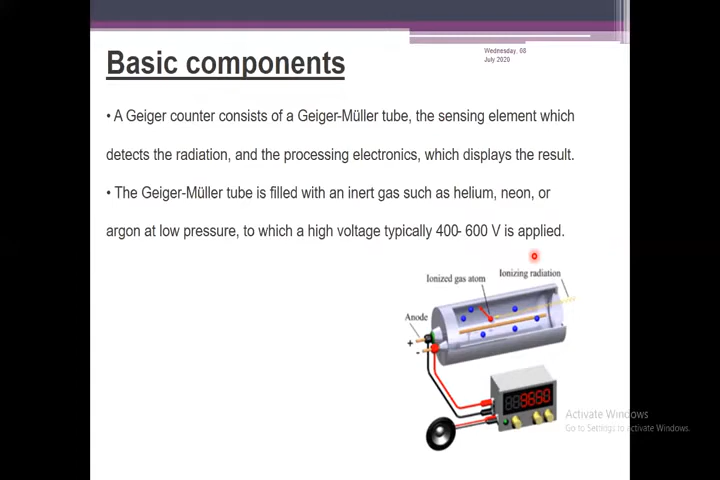 Wednesday, 08
July 2020
Basic components
• A Geiger counter consists of a Geiger-Müller tube, the sensing element which
detects the radiation, and the processing electronics, which displays the result.
• The Geiger-Müller tube is filled with an inert gas such as helium, neon, or
argon at low pressure, to which a high voltage typically 400- 600 V is applied.
Ionizing radiation
Ionized gas atom
Anode
+
-
Activate Windows
Go to Settings to activate Windows.